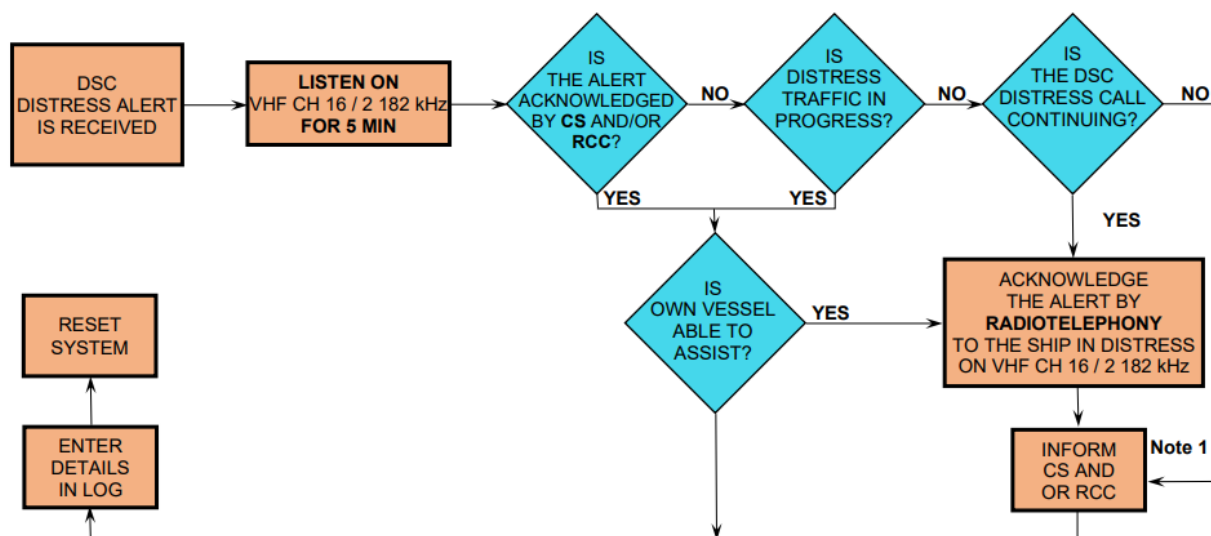 DSC
DISTRESS ALERT
IS RECEIVED
LISTEN ON
VHF CH 16 / 2 182 kHz
FOR 5 MIN
IS
THE ALERT
ACKNOWLEDGED
BY CS AND/OR
RCC?
NO
IS
DISTRESS
TRAFFIC IN
PROGRESS?
NO
IS
THE DSC
DISTRESS CALL
CONTINUING?
NO
YES
YES
YES
IS
OWN VESSEL
ABLE TO
ASSIST?
YES
ACKNOWLEDGE
THE ALERT BY
RADIOTELEPHONY
TO THE SHIP IN DISTRESS
ON VHF CH 16 / 2 182 kHz
RESET
SYSTEM
ENTER
DETAILS
IN LOG
INFORM
CS AND
OR RCC
Note 1